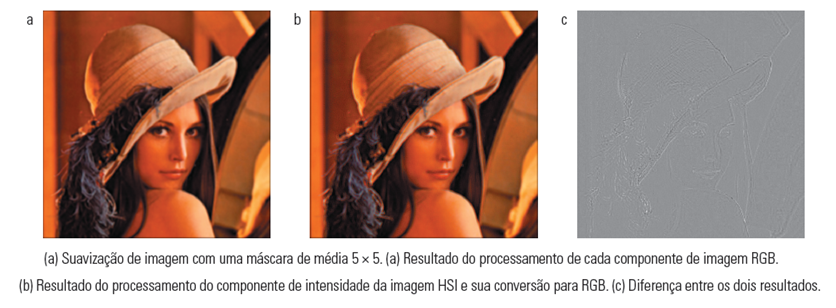 a
b
c
(a) Suavização de imagem com uma máscara de média 5 × 5. (a) Resultado do processamento de cada componente de imagem RGB.
(b) Resultado do processamento do componente de intensidade da imagem HSI e sua conversão para RGB. (c) Diferença entre os dois resultados.